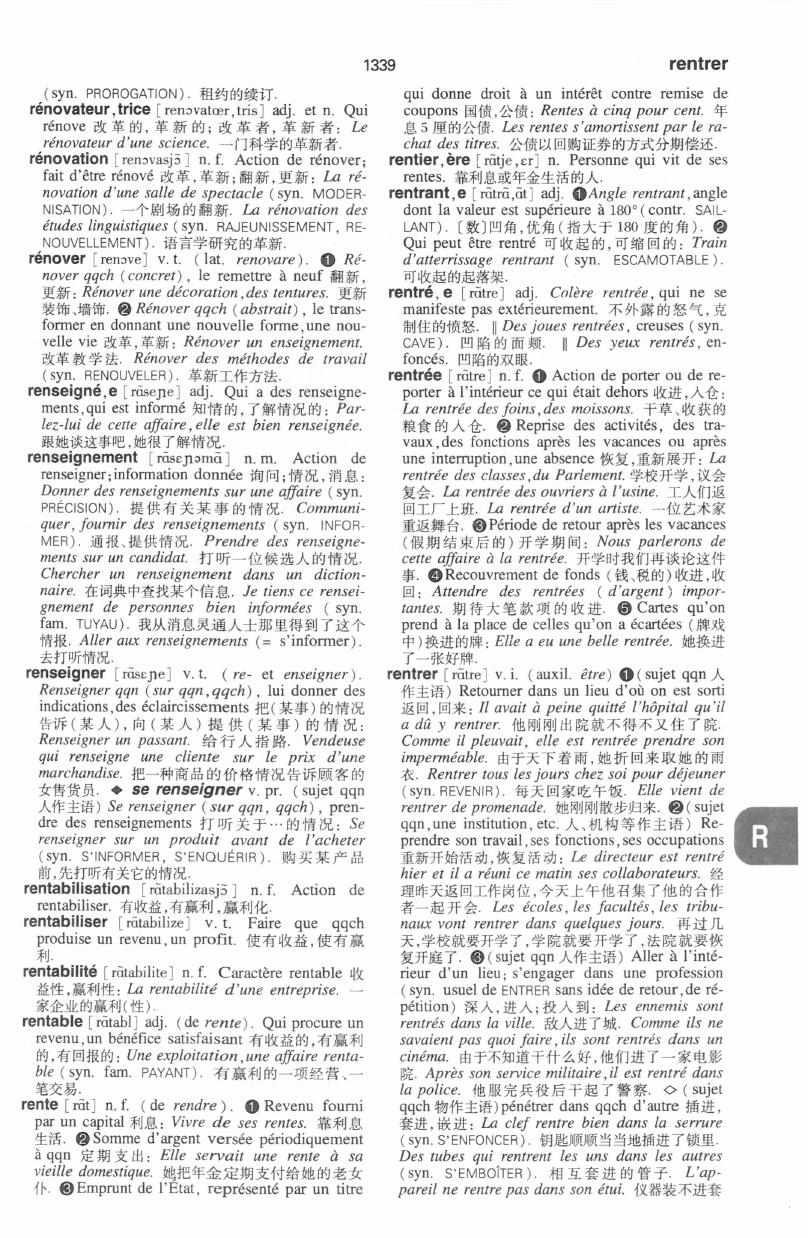 1339
rentrer
(syn. PROROGATION). 租约的续订.
rénovateur,trice [renɔvatœr,tris] adj. et n. Qui
rénove 改革的, 革新的; 改革者, 革新者: Le
rénovateur d'une science. 一门科学的革新者.
rénovation [renɔvasjɔ̃] n. f. Action de rénover;
fait d'être rénové 改革,革新;翻新,更新: La ré-
novation d'une salle de spectacle (syn. MODER-
NISATION). 一个剧场的翻新. La rénovation des
études linguistiques (syn. RAJEUNISSEMENT, RE-
NOUVELLEMENT). 语言学研究的革新.
rénover [renɔve] v. t. (lat. renovare). ❶ Ré-
nover qqch (concret), le remettre à neuf 翻新,
更新: Rénover une décoration,des tentures. 更新
装饰、墙饰. ❷ Rénover qqch (abstrait), le trans-
former en donnant une nouvelle forme,une nou-
velle vie 改革,革新: Rénover un enseignement.
改革教学法. Rénover des méthodes de travail
(syn. RENOUVELER). 革新工作方法.
renseigné,e [rɑ̃seɲe] adj. Qui a des renseigne-
ments,qui est informé 知情的,了解情况的: Par-
lez-lui de cette affaire,elle est bien renseignée.
跟她谈这事吧,她很了解情况.
renseignement [rɑ̃sɛɲəmɑ̃] n. m. Action de
renseigner;information donnée 询问;情况,消息:
Donner des renseignements sur une affaire (syn.
PRÉCISION). 提供有关某事的情况. Communi-
quer, fournir des renseignements (syn. INFOR-
MER). 通报、提供情况. Prendre des renseigne-
ments sur un candidat. 打听一位候选人的情况.
Chercher un renseignement dans un diction-
naire. 在词典中查找某个信息. Je tiens ce rensei-
gnement de personnes bien informées (syn.
fam. TUYAU). 我从消息灵通人士那里得到了这个
情报. Aller aux renseignements (= s'informer).
去打听情况.
renseigner [rɑ̃sɛɲe] v. t. (re- et enseigner).
Renseigner qqn (sur qqn,qqch), lui donner des
indications,des éclaircissements 把(某事)的情况
告诉(某人),向(某人)提供(某事)的情况:
Renseigner un passant. 给行人指路. Vendeuse
qui renseigne une cliente sur le prix d'une
marchandise. 把一种商品的价格情况告诉顾客的
女售货员. ◆ se renseigner v. pr. (sujet qqn
人作主语) Se renseigner (sur qqn, qqch), pren-
dre des renseignements 打听关于…的情况: Se
renseigner sur un produit avant de l'acheter
(syn. S'INFORMER, S'ENQUÉRIR). 购买某产品
前,先打听有关它的情况.
rentabilisation [rɑ̃tabilizasjɔ̃] n. f. Action de
rentabiliser. 有收益,有赢利,赢利化.
rentabiliser [rɑ̃tabilize] v. t. Faire que qqch
produise un revenu,un profit. 使有收益,使有赢
利.
rentabilité [rɑ̃tabilite] n. f. Caractère rentable 收
益性,赢利性: La rentabilité d'une entreprise. 一
家企业的赢利(性).
rentable [rɑ̃tabl] adj. (de rente). Qui procure un
revenu,un bénéfice satisfaisant 有收益的,有赢利
的,有回报的: Une exploitation,une affaire renta-
ble (syn. fam. PAYANT). 有赢利的一项经营、一
笔交易.
rente [rɑ̃t] n. f. (de rendre). ❶ Revenu fourni
par un capital 利息: Vivre de ses rentes. 靠利息
生活. ❷ Somme d'argent versée périodiquement
à qqn 定期支出: Elle servait une rente à sa
vieille domestique. 她把年金定期支付给她的老女
仆. ❸ Emprunt de l'État, représenté par un titre
qui donne droit à un intérêt contre remise de
coupons 国债,公债: Rentes à cinq pour cent. 年
息5厘的公债. Les rentes s'amortissent par le ra-
chat des titres. 公债以回购证券的方式分期偿还.
rentier,ère [rɑ̃tje,ɛr] n. Personne qui vit de ses
rentes. 靠利息或年金生活的人.
rentrant,e [rɑ̃trɑ̃,ɑ̃t] adj. ❶ Angle rentrant,angle
dont la valeur est supérieure à 180° (contr. SAIL-
LANT). 〔数〕凹角,优角(指大于180度的角). ❷
Qui peut être rentré 可收起的,可缩回的: Train
d'atterrissage rentrant (syn. ESCAMOTABLE).
可收起的起落架.
rentré,e [rɑ̃tre] adj. Colère rentrée, qui ne se
manifeste pas extérieurement. 不外露的怒气,克
制住的愤怒. ‖ Des joues rentrées, creuses (syn.
CAVE). 凹陷的面颊. ‖ Des yeux rentrés, en-
foncés. 凹陷的双眼.
rentrée [rɑ̃tre] n. f. ❶ Action de porter ou de re-
porter à l'intérieur ce qui était dehors 收进,入仓:
La rentrée des foins,des moissons. 干草、收获的
粮食的入仓. ❷ Reprise des activités, des tra-
vaux,des fonctions après les vacances ou après
une interruption,une absence 恢复,重新展开: La
rentrée des classes,du Parlement. 学校开学,议会
复会. La rentrée des ouvriers à l'usine. 工人们返
回工厂上班. La rentrée d'un artiste. 一位艺术家
重返舞台. ❸ Période de retour après les vacances
(假期结束后的)开学期间: Nous parlerons de
cette affaire à la rentrée. 开学时我们再谈论这件
事. ❹ Recouvrement de fonds (钱、税的)收进,收
回: Attendre des rentrées (d'argent) impor-
tantes. 期待大笔款项的收进. ❺ Cartes qu'on
prend à la place de celles qu'on a écartées (牌戏
中)换进的牌: Elle a eu une belle rentrée. 她换进
了一张好牌.
rentrer [rɑ̃tre] v. i. (auxil. être) ❶ (sujet qqn 人
作主语) Retourner dans un lieu d'où on est sorti
返回,回来: Il avait à peine quitté l'hôpital qu'il
a dû y rentrer. 他刚刚出院就不得不又住了院.
Comme il pleuvait, elle est rentrée prendre son
imperméable. 由于天下着雨,她折回来取她的雨
衣. Rentrer tous les jours chez soi pour déjeuner
(syn. REVENIR). 每天回家吃午饭. Elle vient de
rentrer de promenade. 她刚刚散步归来. ❷ (sujet
qqn,une institution, etc. 人、机构等作主语) Re-
prendre son travail,ses fonctions,ses occupations
重新开始活动,恢复活动: Le directeur est rentré
hier et il a réuni ce matin ses collaborateurs. 经
理昨天返回工作岗位,今天上午他召集了他的合作
者一起开会. Les écoles, les facultés, les tribu-
naux vont rentrer dans quelques jours. 再过几
天,学校就要开学了,学院就要开学了,法院就要恢
复开庭了. ❸ (sujet qqn 人作主语) Aller à l'inté-
rieur d'un lieu; s'engager dans une profession
(syn. usuel de ENTRER sans idée de retour,de ré-
pétition) 深入,进入;投入到: Les ennemis sont
rentrés dans la ville. 敌人进了城. Comme ils ne
savaient pas quoi faire,ils sont rentrés dans un
cinéma. 由于不知道干什么好,他们进了一家电影
院. Après son service militaire,il est rentré dans
la police. 他服完兵役后干起了警察. ◇ (sujet
qqch 物作主语)pénétrer dans qqch d'autre 插进,
套进,嵌进: La clef rentre bien dans la serrure
(syn. S'ENFONCER). 钥匙顺顺当当地插进了锁里.
Des tubes qui rentrent les uns dans les autres
(syn. S'EMBOÎTER). 相互套进的管子. L'ap-
pareil ne rentre pas dans son étui. 仪器装不进套
R